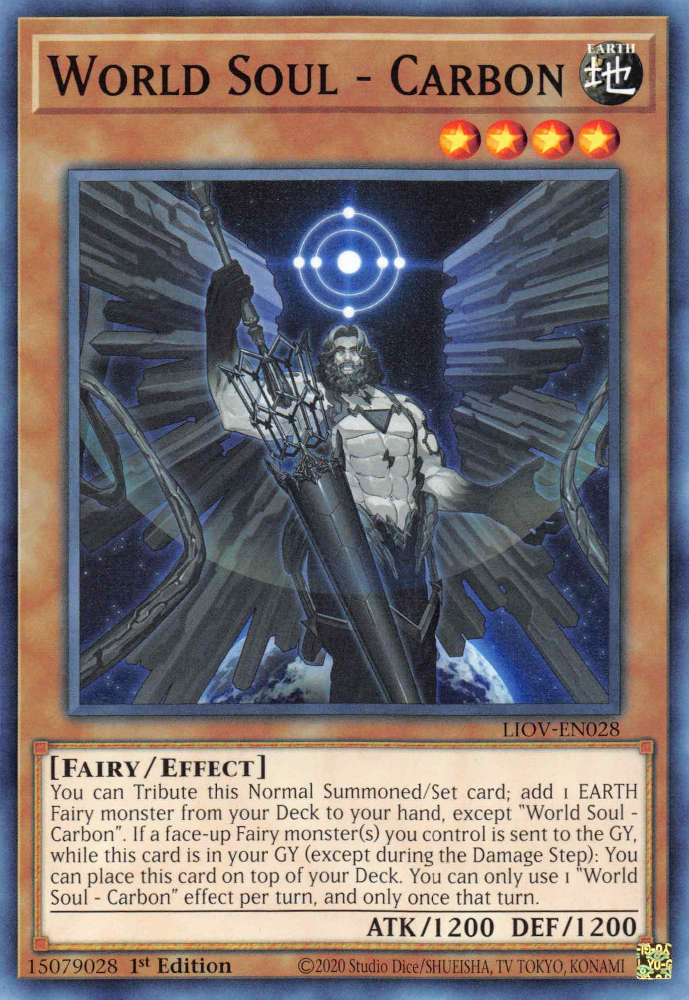 WORLD SOUL - CARBON
EARTH
地
LIOV-EN028
[FAIRY/EFFECT]
You can Tribute this Normal Summoned/Set card; add 1 EARTH
Fairy monster from your Deck to your hand, except "World Soul -
Carbon". If a face-up Fairy monster(s) you control is sent to the GY,
while this card is in your GY (except during the Damage Step): You
can place this card on top of your Deck. You can only use 1 "World
Soul - Carbon" effect per turn, and only once that turn.
ATK/1200 DEF/1200
15079028 1st Edition ©2020 Studio Dice/SHUEISHA, TV TOKYO, KONAMI